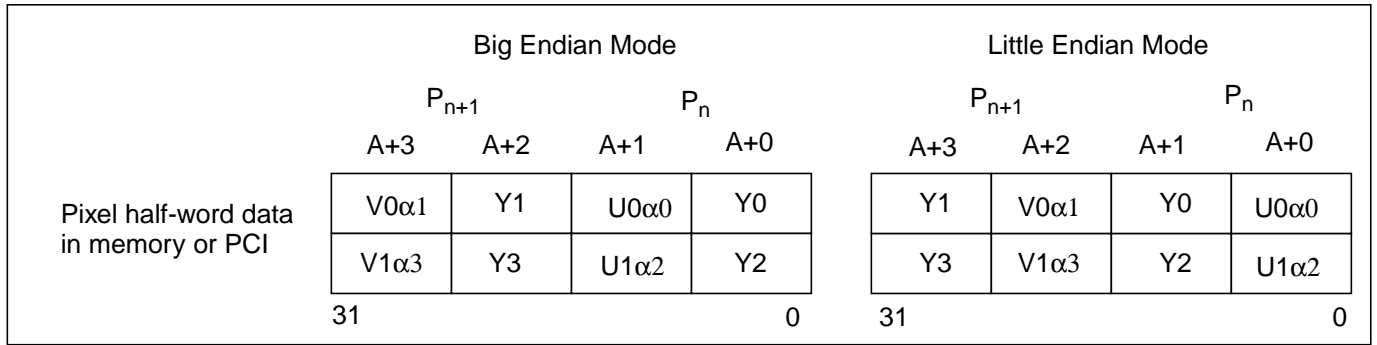 Big Endian Mode Little Endian Mode
Pn+1 Pn Pn+1 Pn
A+3 A+2 A+1 A+0 A+3 A+2 A+1 A+0
V0α1 Y1 U0α0 Y0 Y1 V0α1 Y0 U0α0
Pixel half-word data
in memory or PCI
V1α3 Y3 U1α2 Y2 Y3 V1α3 Y2 U1α2
31 0 31 0